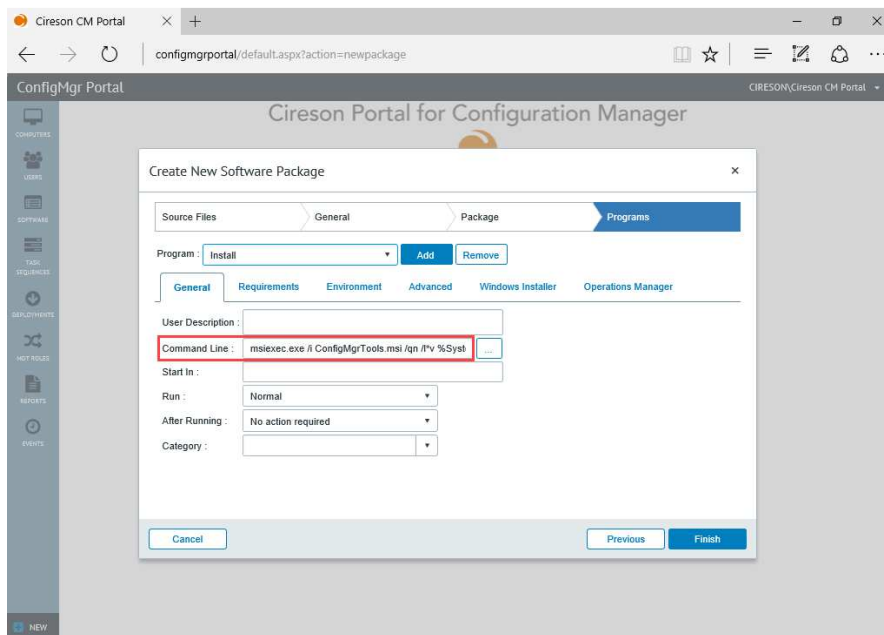 Cireson CM Portal
configmgrportal/default.aspx?action=newpackage
ConfigMgr Portal
CIRESON\Cireson CM Portal
Cireson Portal for Configuration Manager
COMPUTERS
USERS
SOFTWARE
TASK
SEQUENCES
DEPLOYMENTS
HOT ROLES
REPORTS
EVENTS
NEW
Create New Software Package
Source Files
General
Package
Programs
Program : Install
Add
Remove
General
Requirements
Environment
Advanced
Windows Installer
Operations Manager
User Description :
Command Line : msiexec.exe /i ConfigMgrTools.msi /qn /l*v %Syst
...
Start In :
Run : Normal
After Running : No action required
Category :
Cancel
Previous
Finish